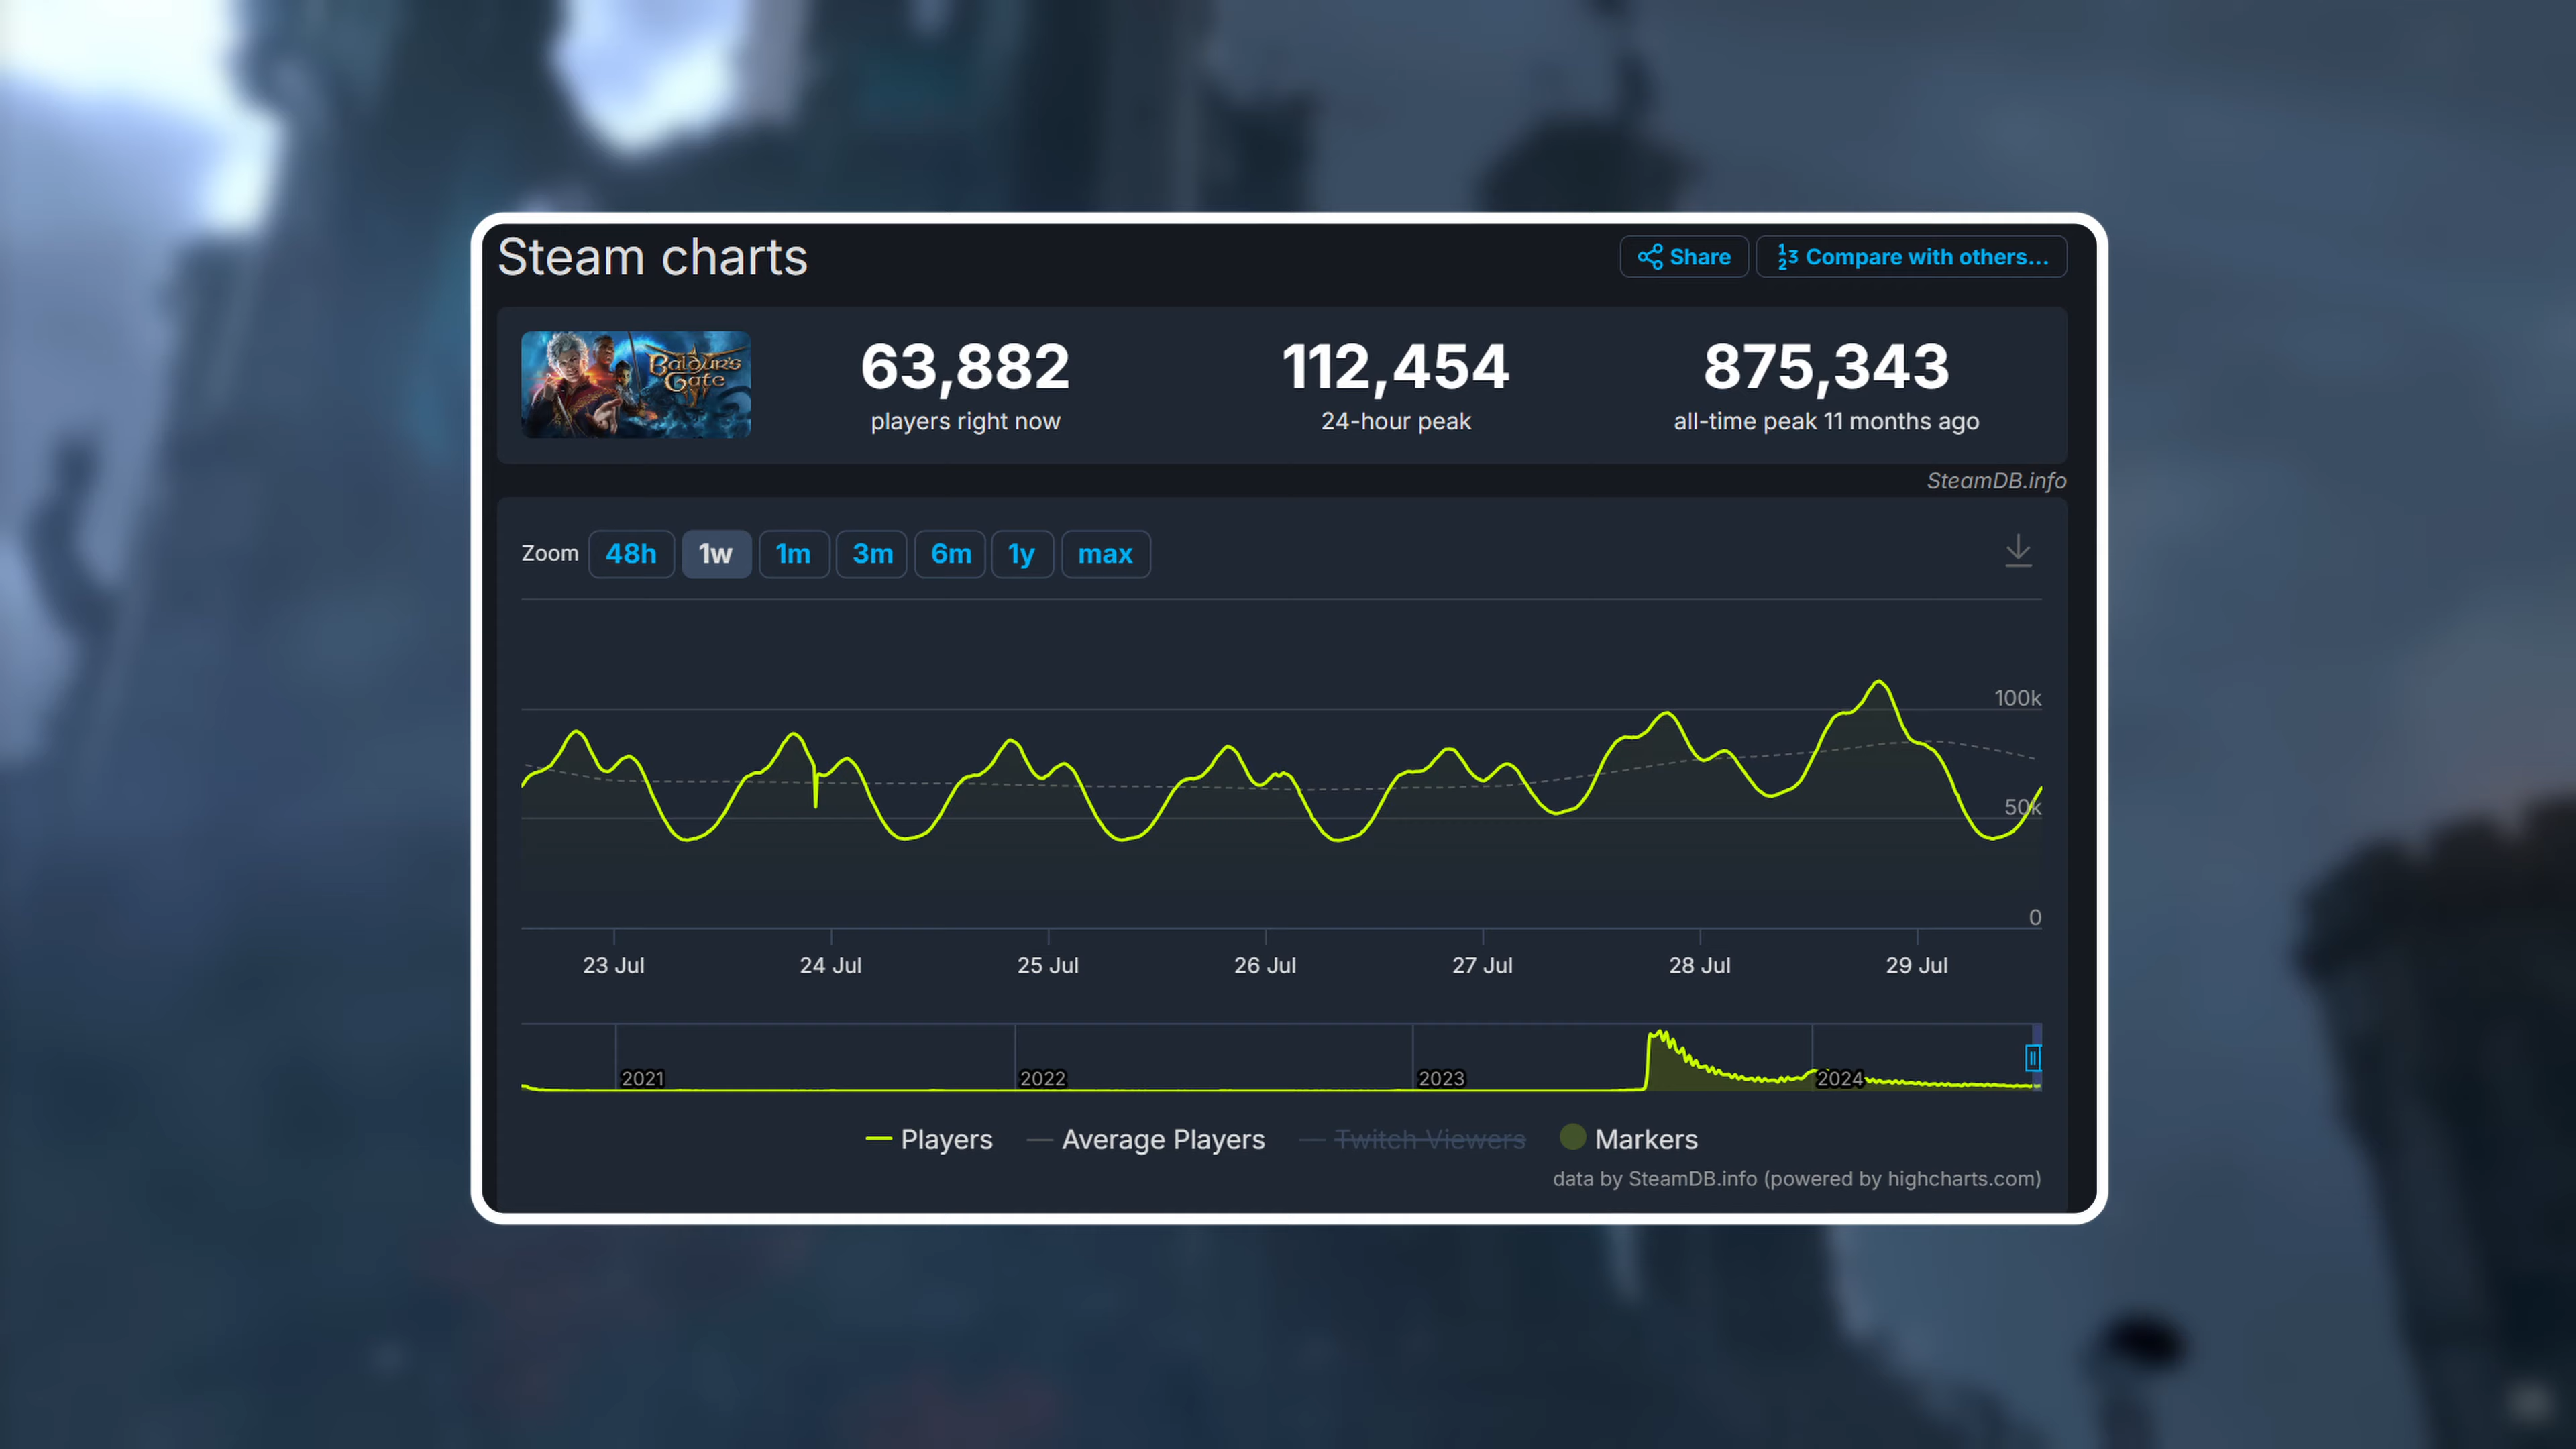 Steam charts
Share
Compare with others...
Baldur's Gate
63,882
players right now
112,454
24-hour peak
875,343
all-time peak 11 months ago
SteamDB.info
Zoom 48h 1w 1m 3m 6m 1y max
100k
50k
0
23 Jul 24 Jul 25 Jul 26 Jul 27 Jul 28 Jul 29 Jul
2021 2022 2023 2024
Players Average Players Twitch Viewers Markers
data by SteamDB.info (powered by highcharts.com)